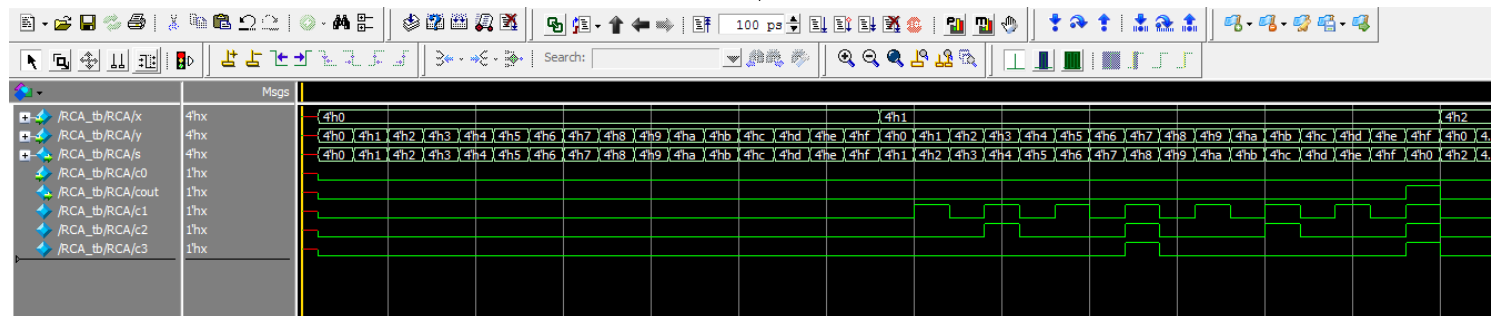 100 ps
Search:
Msgs
/RCA_tb/RCA/x 4'hx 4'h0 4'h1 4'h2
/RCA_tb/RCA/y 4'hx 4'h0 4'h1 4'h2 4'h3 4'h4 4'h5 4'h6 4'h7 4'h8 4'h9 4'ha 4'hb 4'hc 4'hd 4'he 4'hf 4'h0 4'h1 4'h2 4'h3 4'h4 4'h5 4'h6 4'h7 4'h8 4'h9 4'ha 4'hb 4'hc 4'hd 4'he 4'hf 4'h0 4.
/RCA_tb/RCA/s 4'hx 4'h0 4'h1 4'h2 4'h3 4'h4 4'h5 4'h6 4'h7 4'h8 4'h9 4'ha 4'hb 4'hc 4'hd 4'he 4'hf 4'h1 4'h2 4'h3 4'h4 4'h5 4'h6 4'h7 4'h8 4'h9 4'ha 4'hb 4'hc 4'hd 4'he 4'hf 4'h0 4'h2 4.
/RCA_tb/RCA/c0 1'hx
/RCA_tb/RCA/cout 1'hx
/RCA_tb/RCA/c1 1'hx
/RCA_tb/RCA/c2 1'hx
/RCA_tb/RCA/c3 1'hx